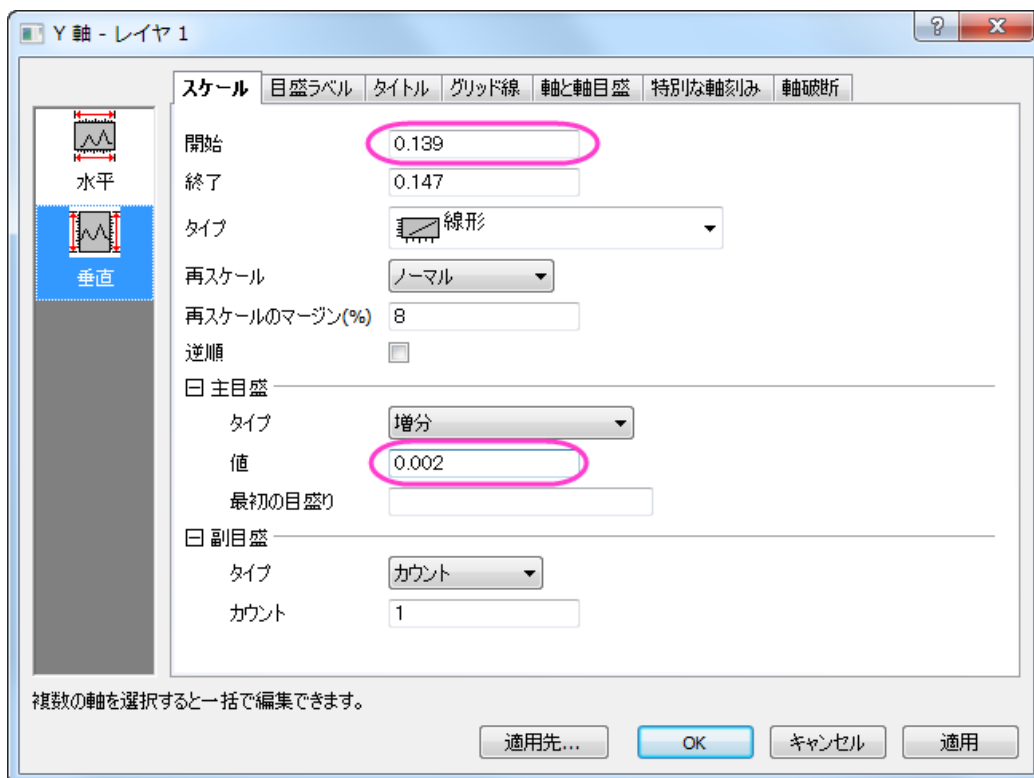 Y 軸 - レイヤ 1
スケール 目盛ラベル タイトル グリッド線 軸と軸目盛 特別な軸刻み 軸破断
水平
垂直
開始 0.139
終了 0.147
タイプ 線形
再スケール ノーマル
再スケールのマージン(%) 8
逆順
主目盛
タイプ 増分
値 0.002
最初の目盛り
副目盛
タイプ カウント
カウント 1
複数の軸を選択すると一括で編集できます。
適用先... OK キャンセル 適用